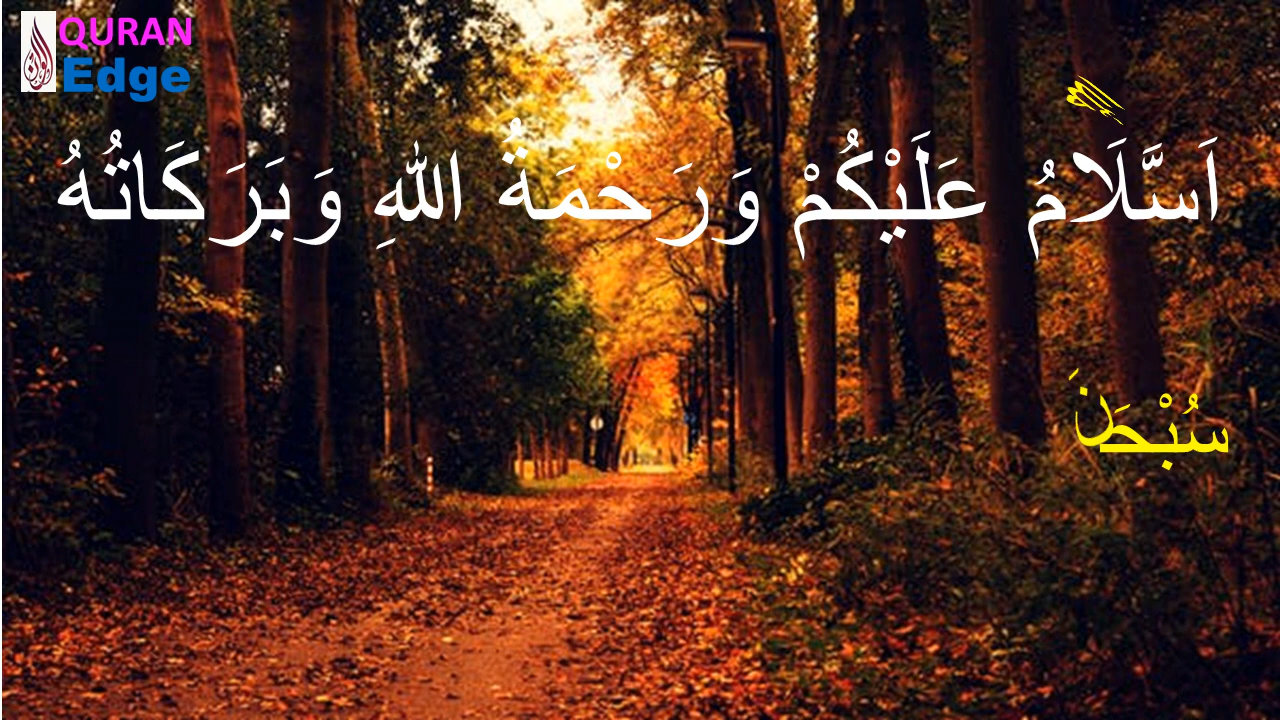 QURAN
Edge
اَسَّلَامُ عَلَيْكُمْ وَرَحْمَةُ اللهِ وَبَرَكَاتُهُ
سُبْحَنَ